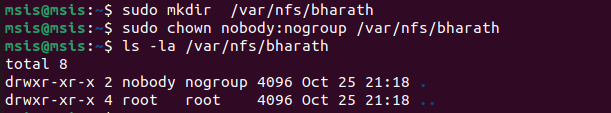 msis@msis:~$ sudo mkdir  /var/nfs/bharath
msis@msis:~$ sudo chown nobody:nogroup /var/nfs/bharath
msis@msis:~$ ls -la /var/nfs/bharath
total 8
drwxr-xr-x 2 nobody nogroup 4096 Oct 25 21:18 .
drwxr-xr-x 4 root   root    4096 Oct 25 21:18 ..